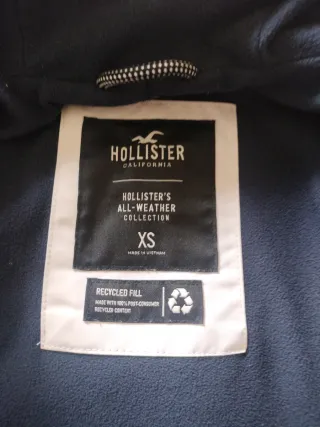 HOLLISTER
CALIFORNIA
HOLLISTER'S
ALL-WEATHER
COLLECTION
XS
MADE IN VIETNAM
RECYCLED FILL
MADE WITH 100% POST-CONSUMER
RECYCLED CONTENT